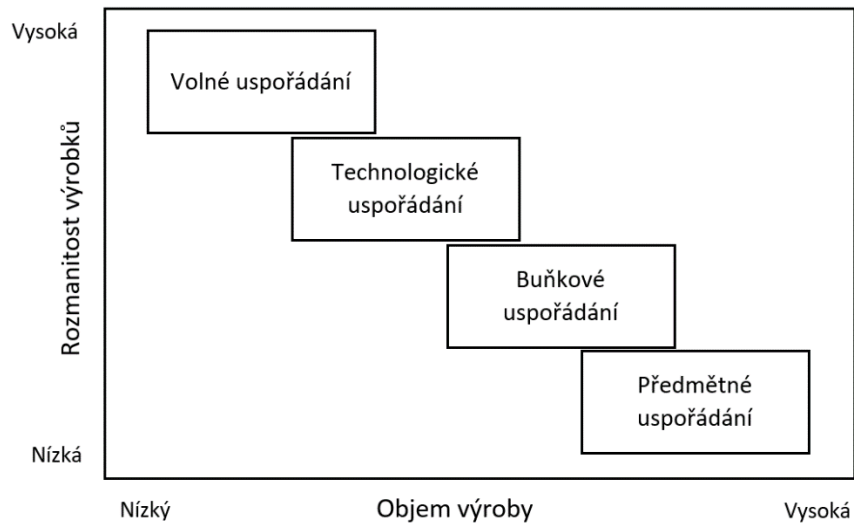 Vysoká
Volné uspořádání
Technologické
uspořádání
Rozmanitost výrobků
Buňkové
uspořádání
Předmětné
uspořádání
Nízká
Nízký
Objem výroby
Vysoká